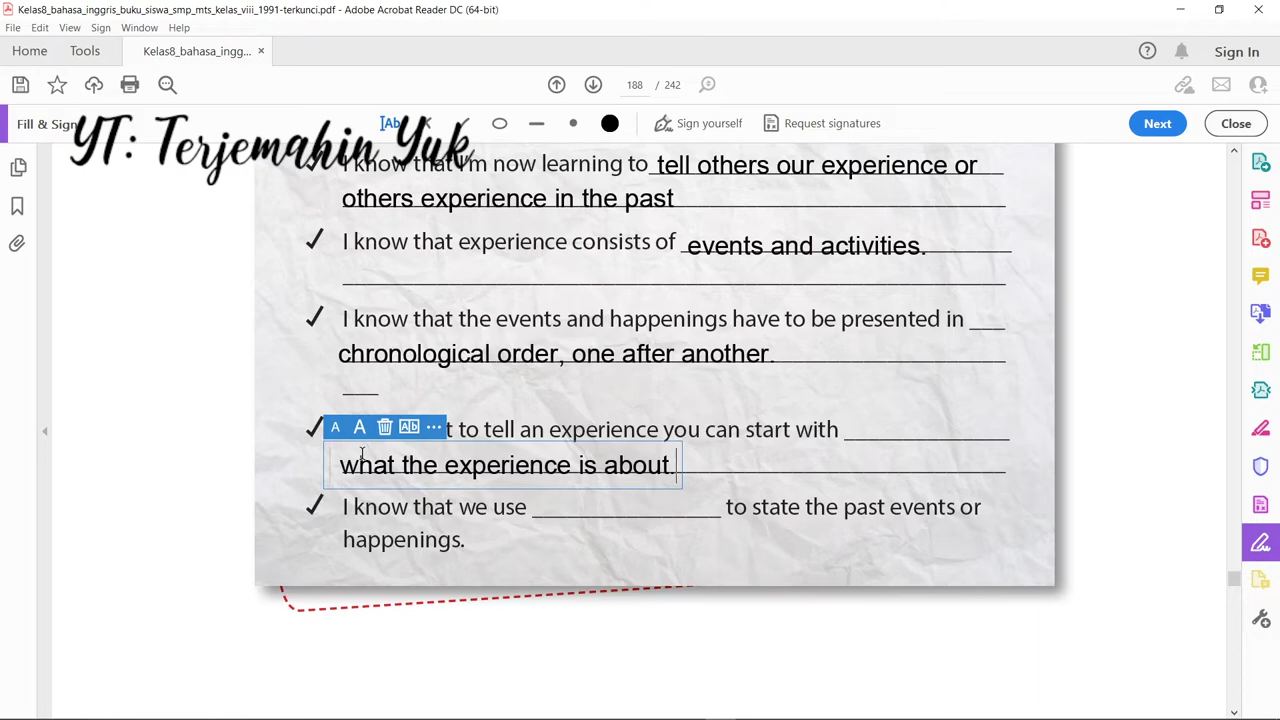 Kelas8_bahasa_inggris_buku_siswa_smp_mts_kelas_viii_1991-terkunci.pdf - Adobe Acrobat Reader DC (64-bit)
File Edit View Sign Window Help
Home Tools Kelas8_bahasa_ingg... × Sign In
188 / 242
Fill & Sign Ab Sign yourself Request signatures Next Close
YT: Terjemahin Yuk
I know that I'm now learning to tell others our experience or
others experience in the past
I know that experience consists of events and activities.
I know that the events and happenings have to be presented in
chronological order, one after another.
A A Ab ... t to tell an experience you can start with
what the experience is about.
I know that we use ________________ to state the past events or
happenings.